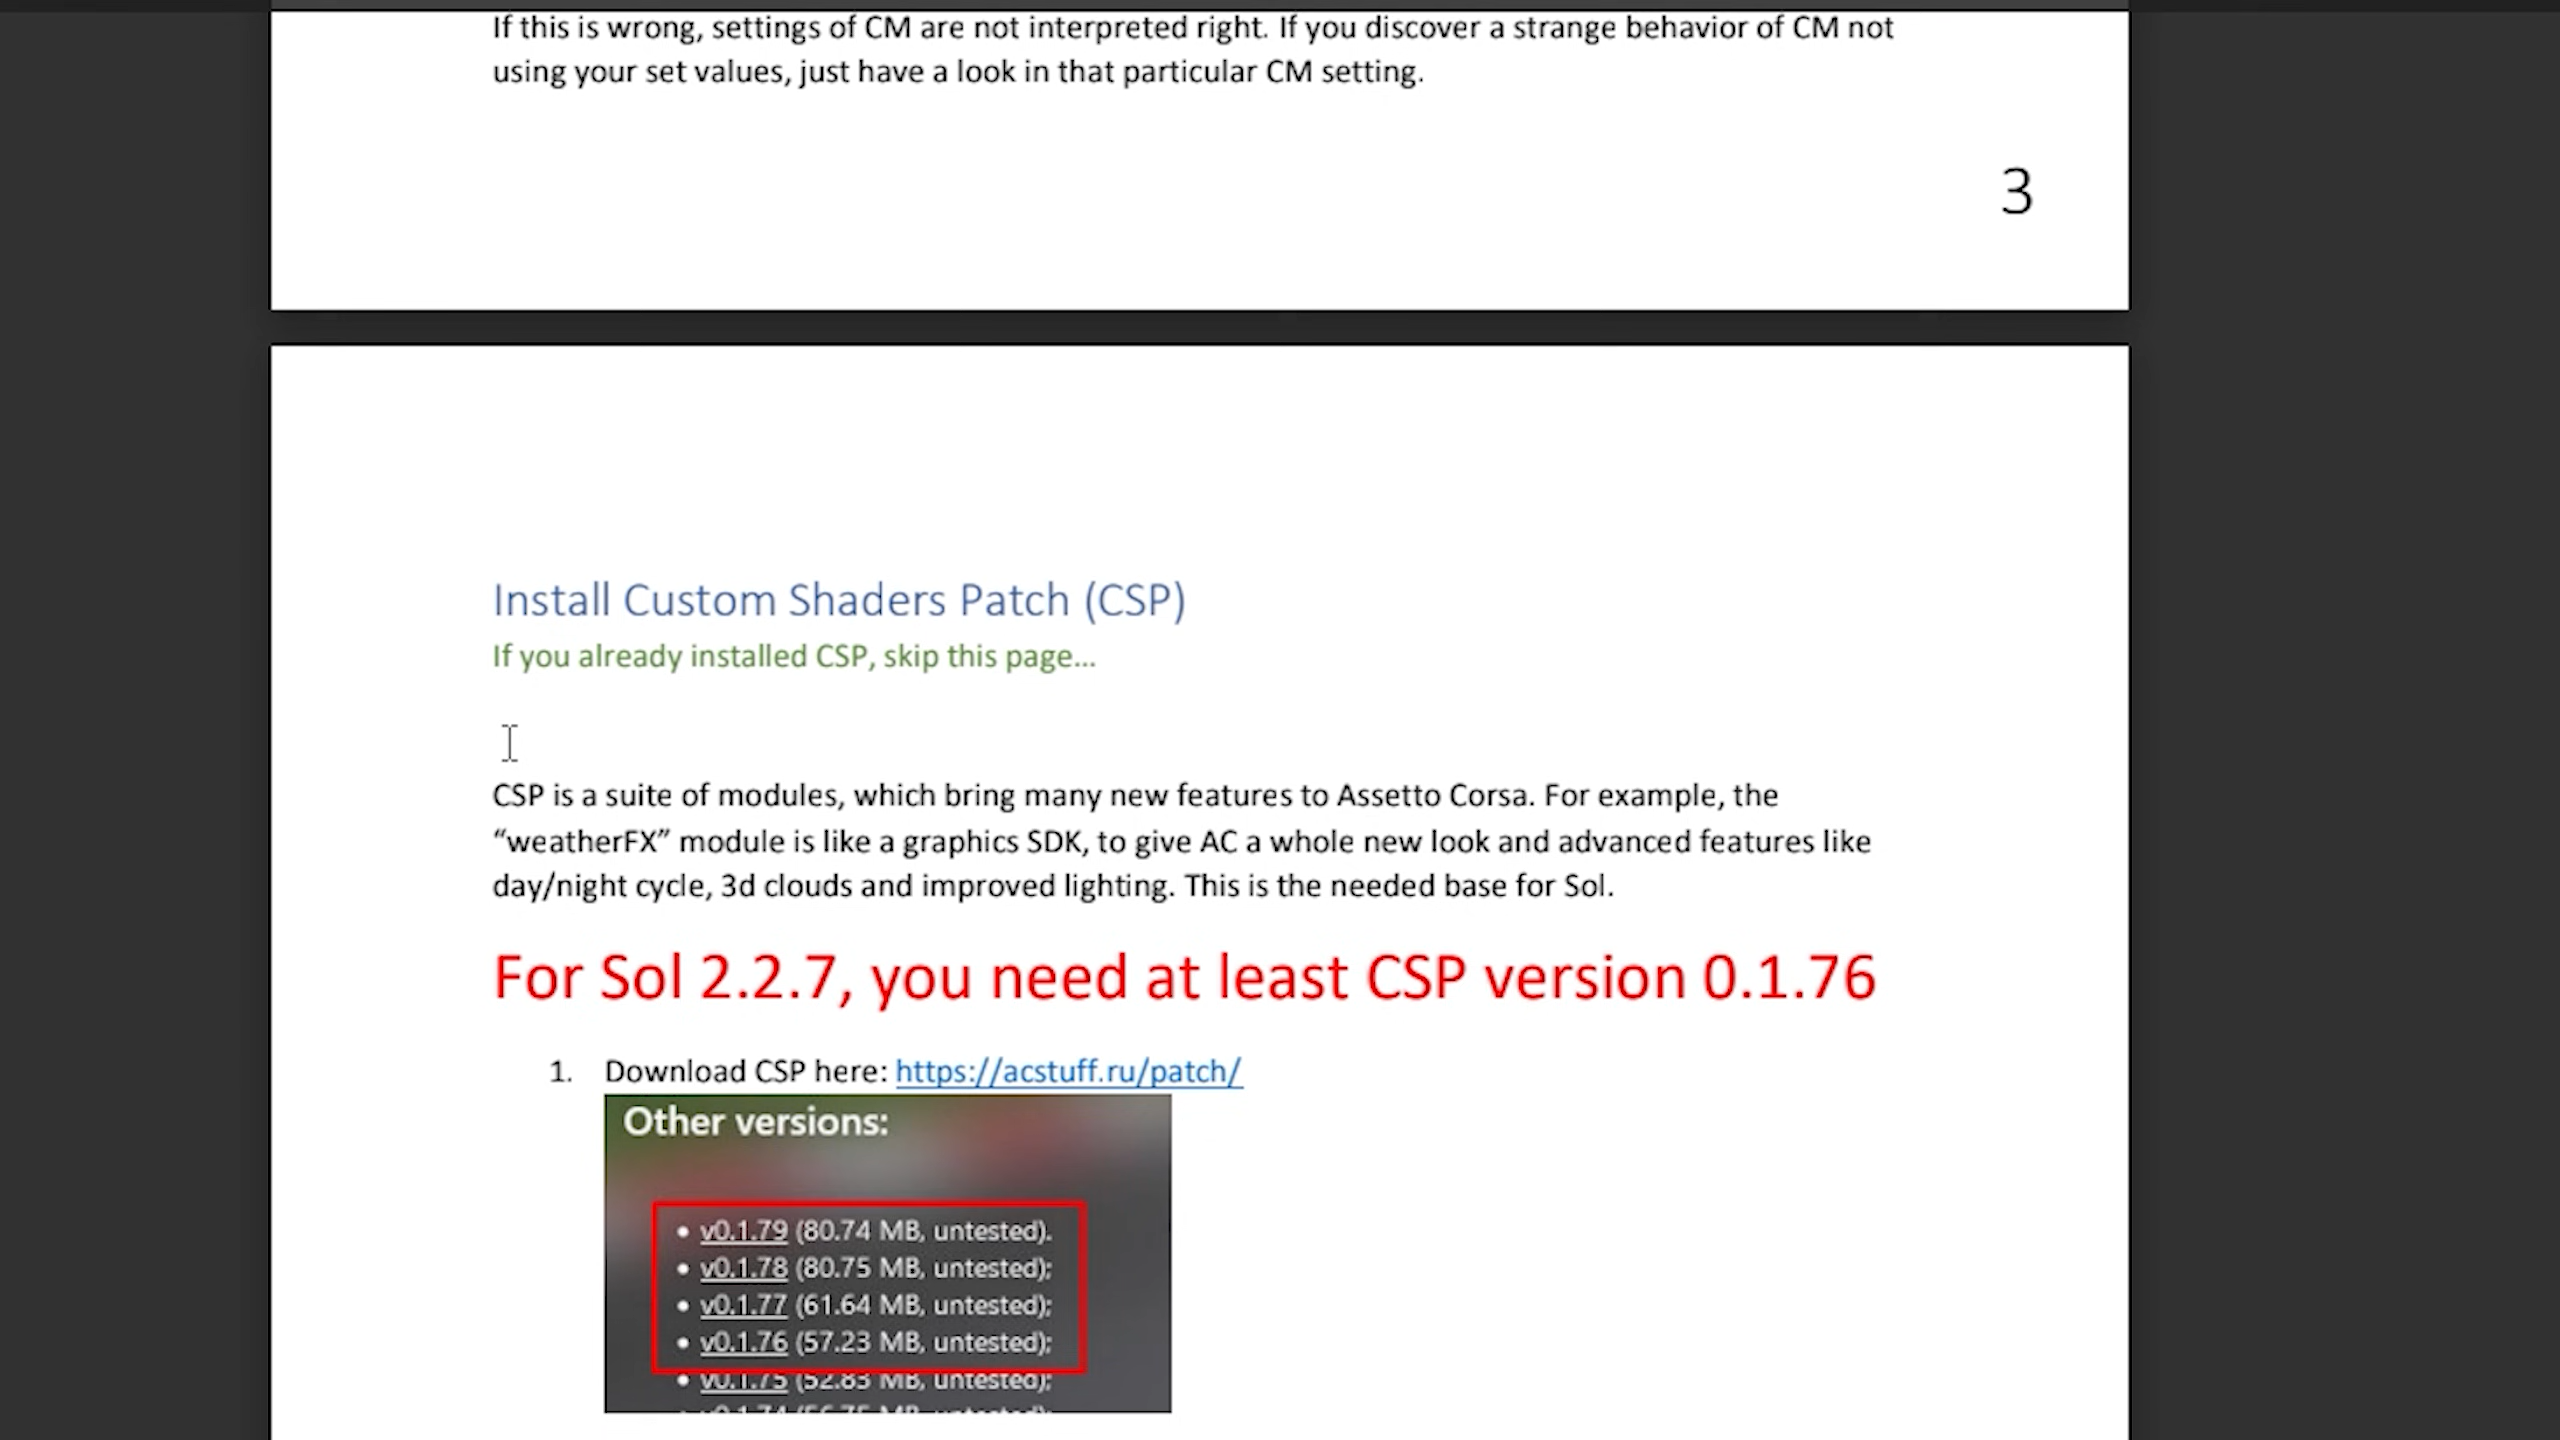 If this is wrong, settings of CM are not interpreted right. If you discover a strange behavior of CM not
using your set values, just have a look in that particular CM setting.
3
Install Custom Shaders Patch (CSP)
If you already installed CSP, skip this page...
CSP is a suite of modules, which bring many new features to Assetto Corsa. For example, the
“weatherFX” module is like a graphics SDK, to give AC a whole new look and advanced features like
day/night cycle, 3d clouds and improved lighting. This is the needed base for Sol.
For Sol 2.2.7, you need at least CSP version 0.1.76
1. Download CSP here: https://acstuff.ru/patch/
Other versions:
• v0.1.79 (80.74 MB, untested).
• v0.1.78 (80.75 MB, untested);
• v0.1.77 (61.64 MB, untested);
• v0.1.76 (57.23 MB, untested);
• v0.1.75 (52.83 MB, untested);